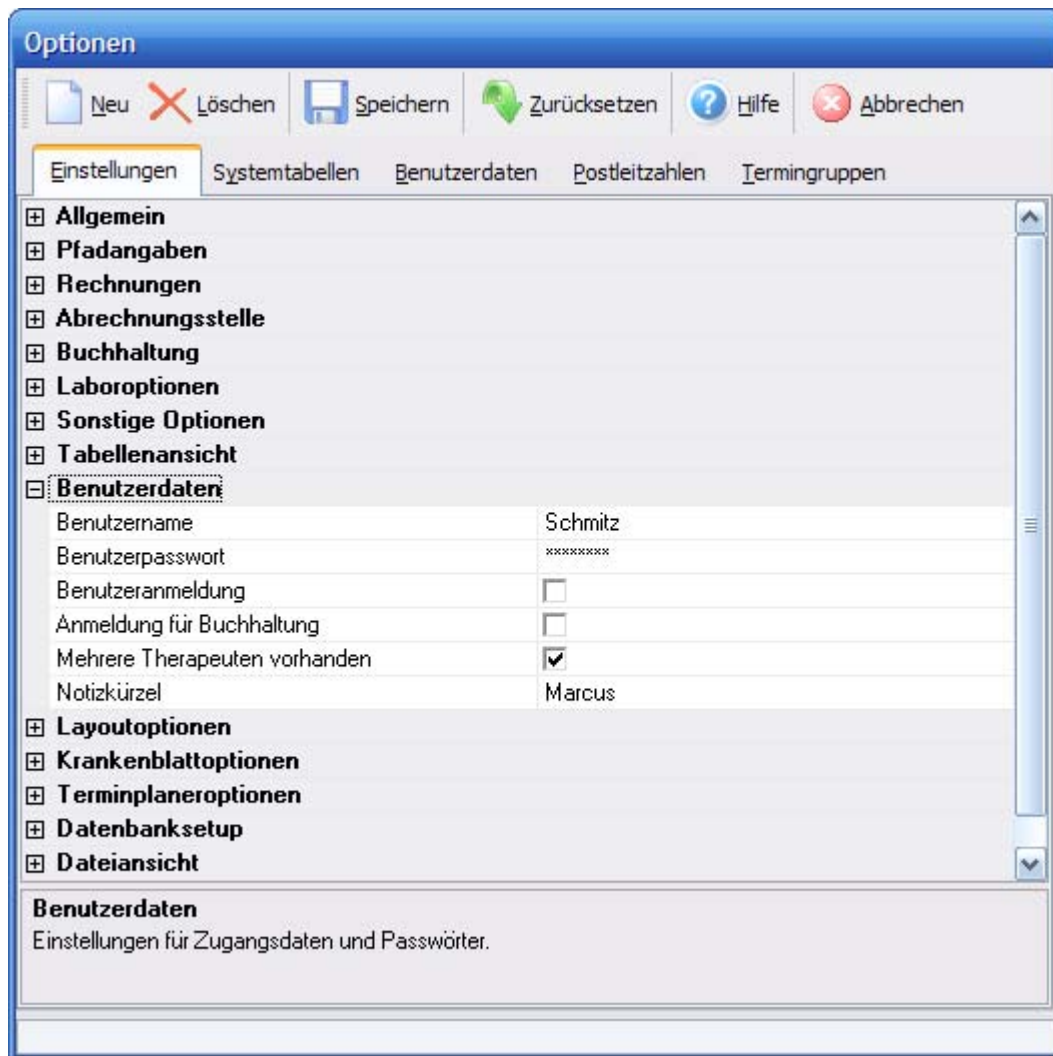 Optionen
Neu Löschen Speichern Zurücksetzen Hilfe Abbrechen
Einstellungen Systemtabellen Benutzerdaten Postleitzahlen Termingruppen
Allgemein
Pfadangaben
Rechnungen
Abrechnungsstelle
Buchhaltung
Laboroptionen
Sonstige Optionen
Tabellenansicht
Benutzerdaten
Benutzername Schmitz
Benutzerpasswort ********
Benutzeranmeldung
Anmeldung für Buchhaltung
Mehrere Therapeuten vorhanden
Notizkürzel Marcus
Layoutoptionen
Krankenblattoptionen
Terminplaneroptionen
Datenbanksetup
Dateiansicht
Benutzerdaten
Einstellungen für Zugangsdaten und Passwörter.